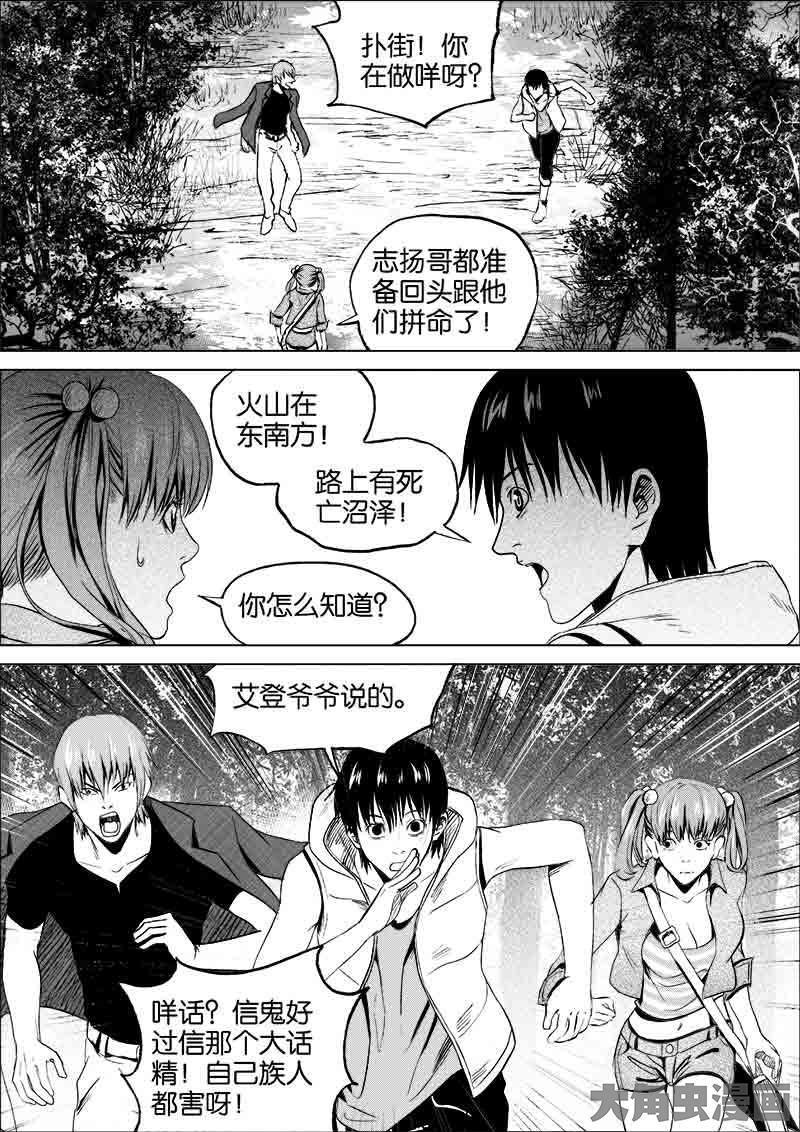 扑街！你
在做咩呀？
志扬哥都准
备回头跟他
们拼命了！
火山在
东南方！
路上有死
亡沼泽！
你怎么知道？
艾登爷爷说的。
咩话？信鬼好
过信那个大话
精！自己族人
都害呀！
大角虫漫画